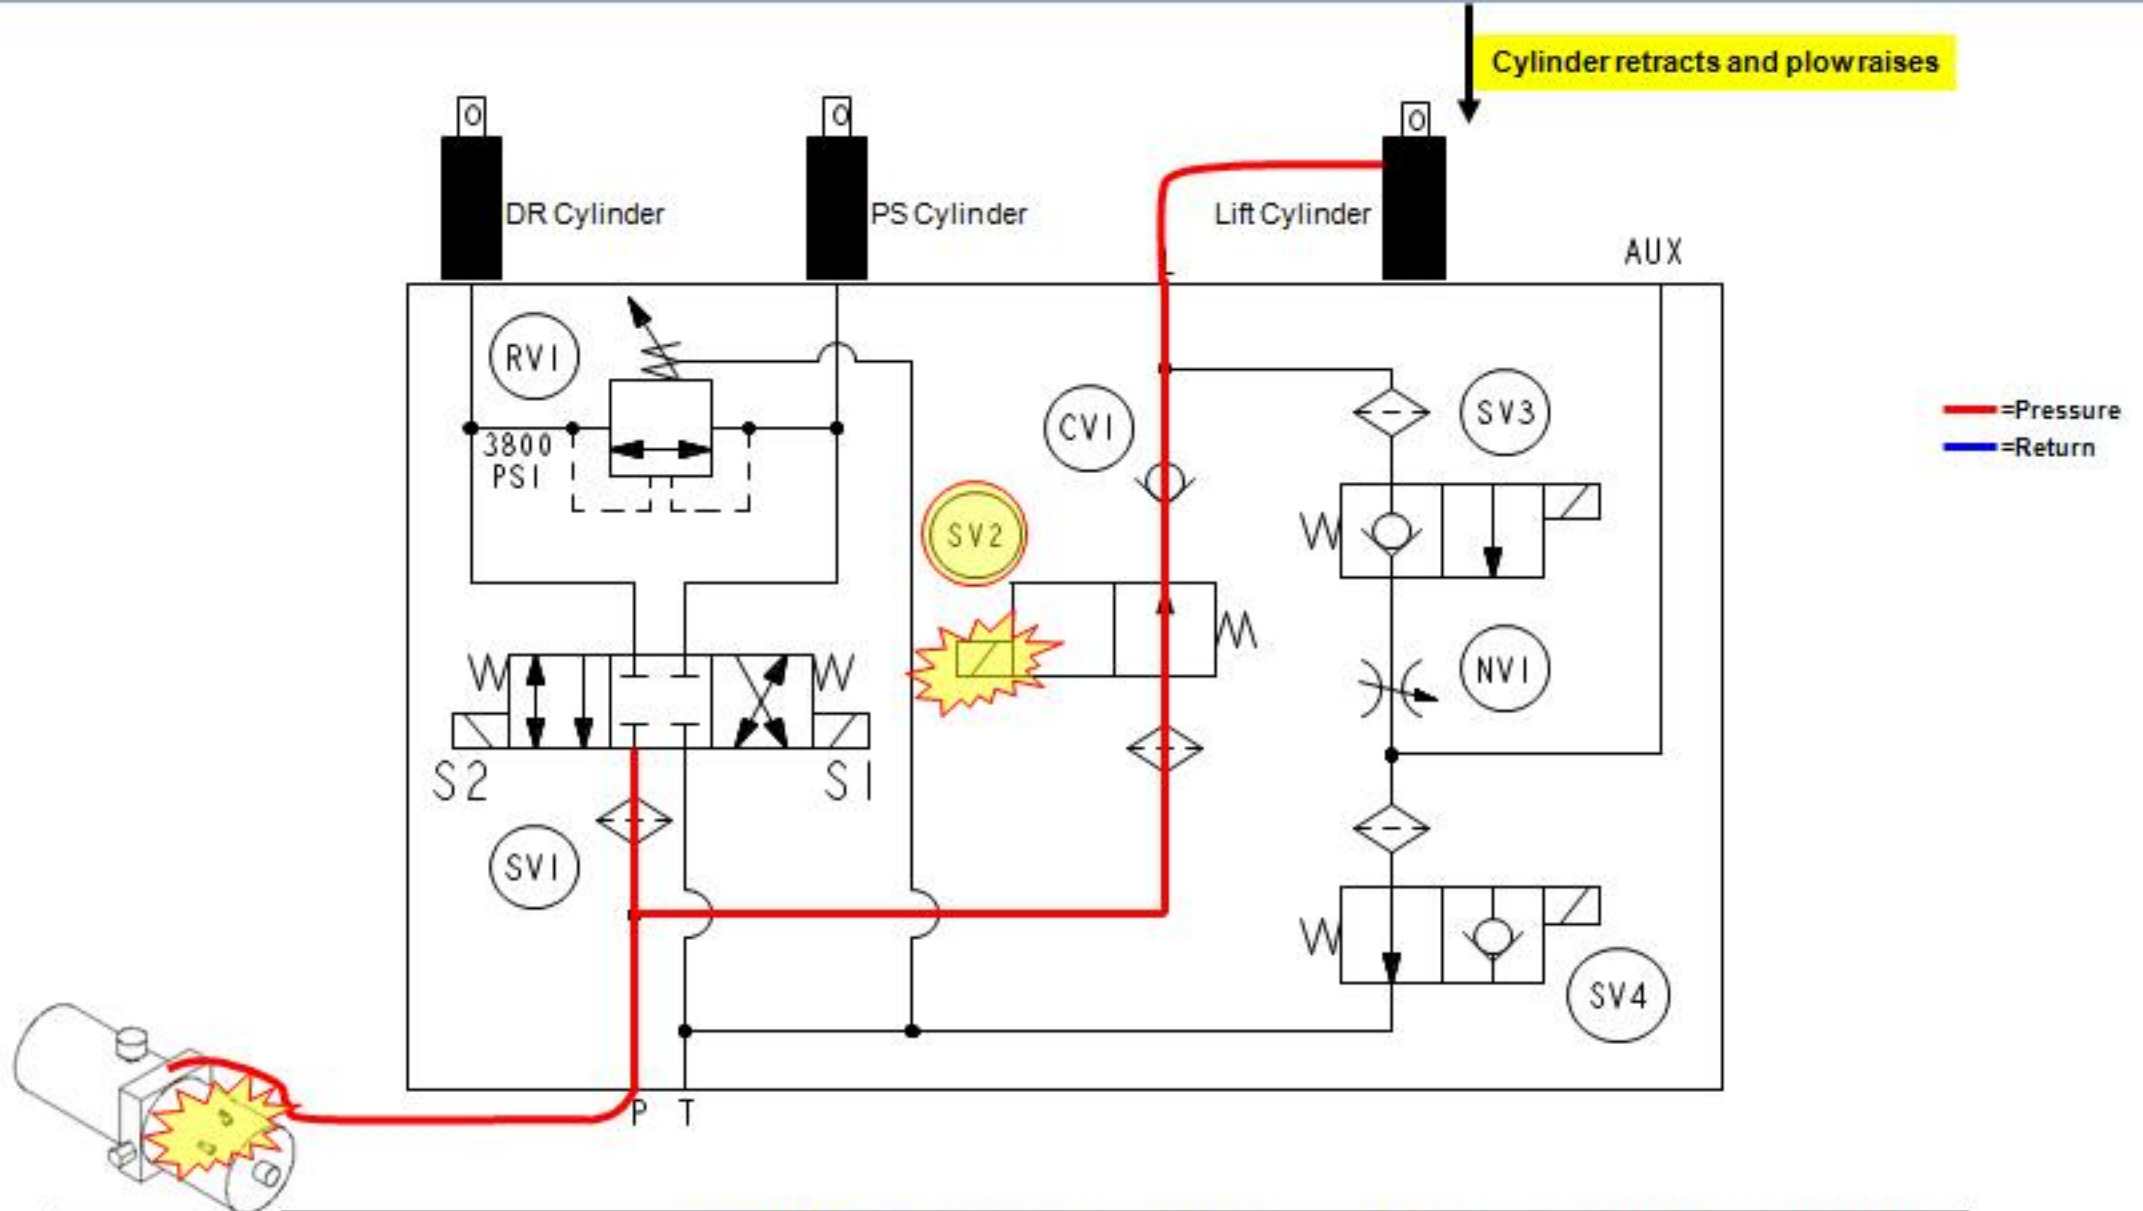 Cylinder retracts and plow raises
O
O
O
DR Cylinder
PS Cylinder
Lift Cylinder
AUX
L
RV1
3800
PSI
CV1
SV3
=Pressure
=Return
SV2
NV1
S2
S1
SV1
SV4
P T